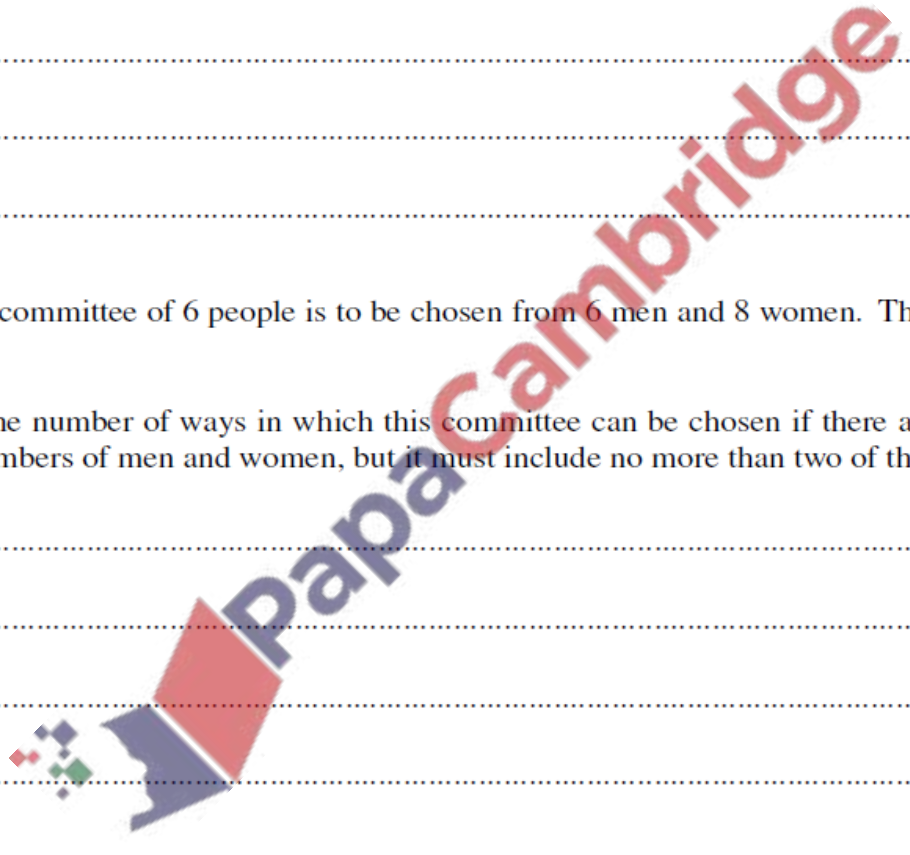 committee of 6 people is to be chosen from 6 men and 8 women. Th
number of ways in which this committee can be chosen if there a
of men and women, but it must include no more than two of th
PapaCambridge